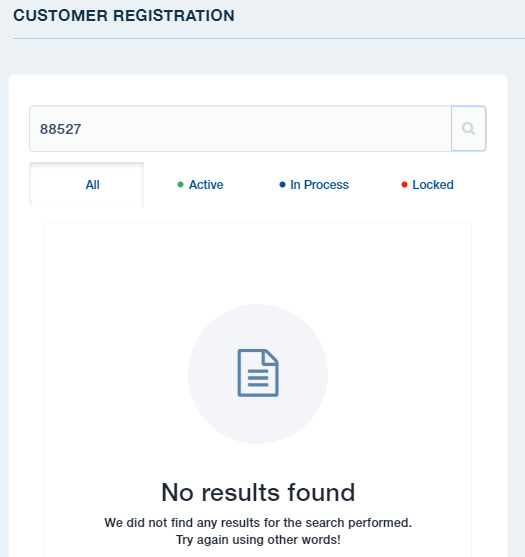 CUSTOMER REGISTRATION
88527
All
Active
In Process
Locked
No results found
We did not find any results for the search performed.
Try again using other words!